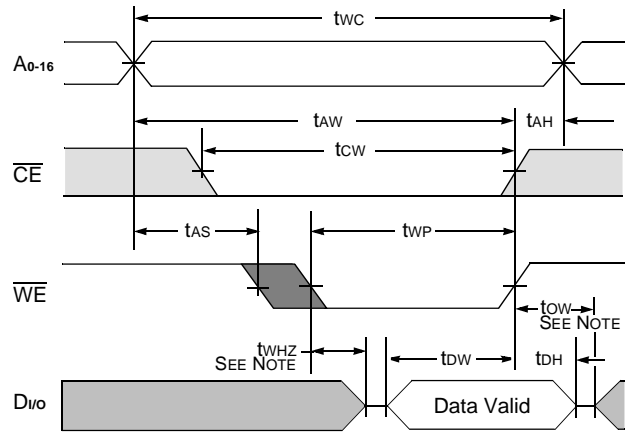 tWC
A0-16
tAW
tAH
CE
tCW
tAS
tWP
WE
tOW
SEE NOTE
tWHZ
SEE NOTE
tDW
tDH
DI/O
Data Valid